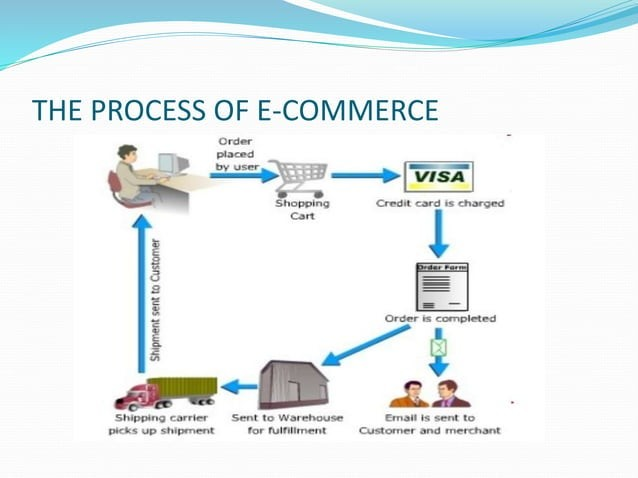 THE PROCESS OF E-COMMERCE
Order
placed
by user
Shopping
Cart
VISA
Credit card is charged
Order Form
Order is completed
Shipment sent to Customer
Shipping carrier
picks up shipment
Sent to Warehouse
for fulfillment
Email is sent to
Customer and merchant